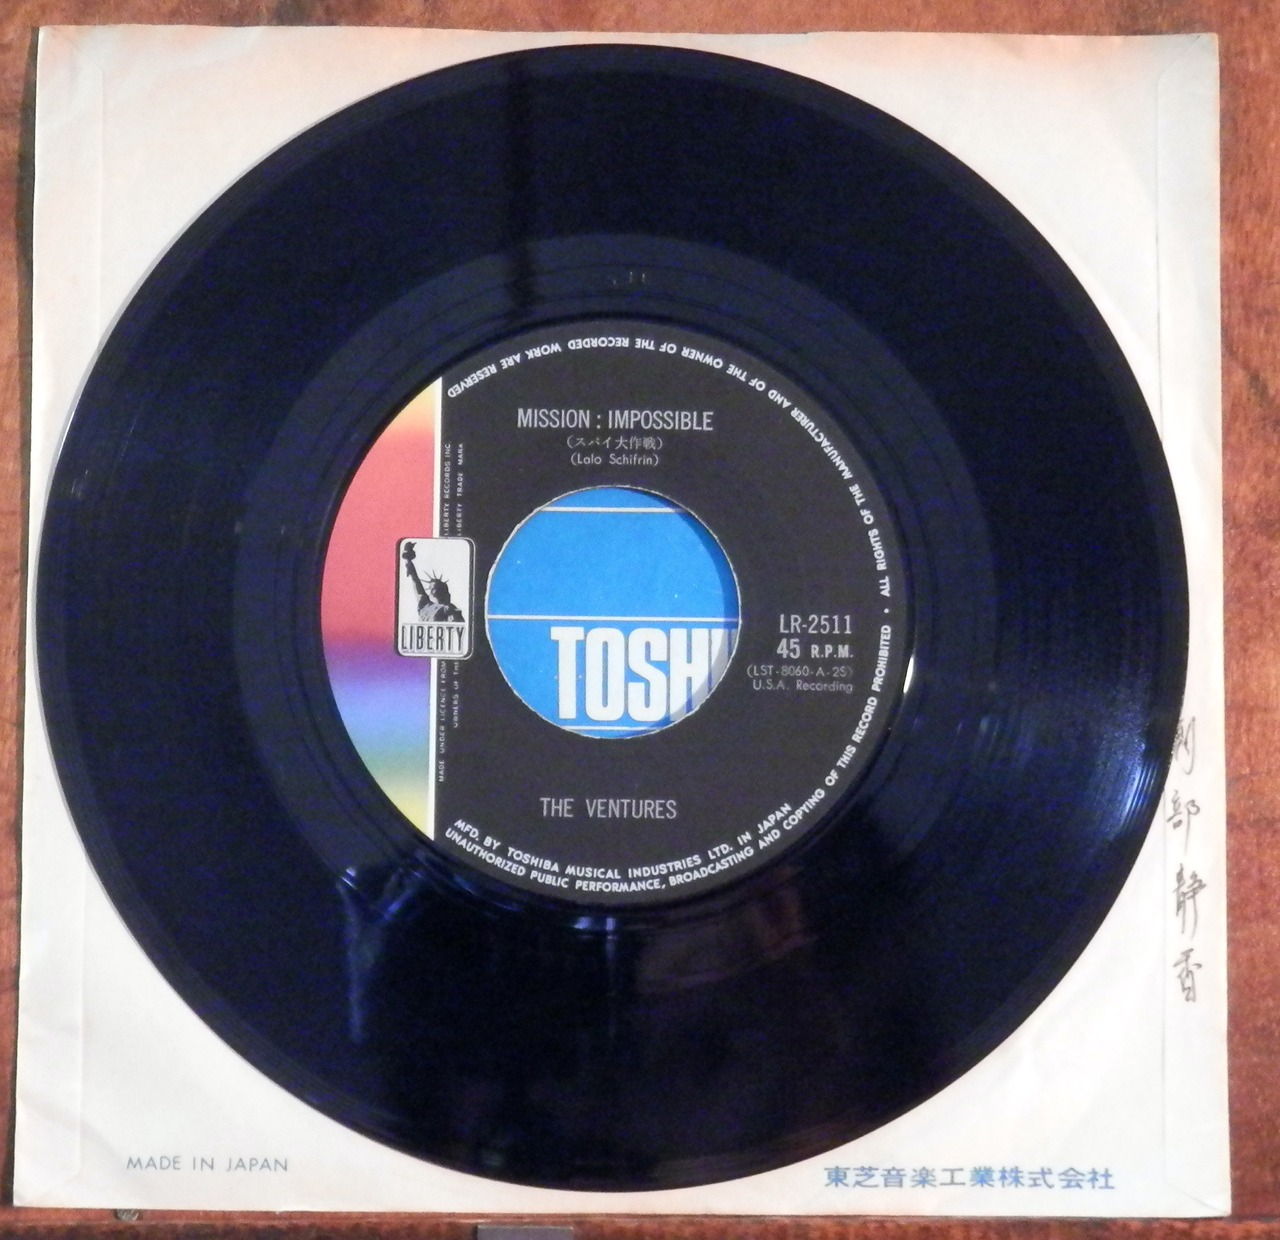 ALL RIGHTS OF THE MANUFACTURER AND OF THE OWNER OF THE RECORDED WORK ARE RESERVED
MISSION : IMPOSSIBLE
(スパイ大作戦)
(Lalo Schifrin)
MADE UNDER LICENCE FROM LIBERTY RECORDS INC.
OWNERS OF THE LIBERTY TRADE MARK
LIBERTY
TOSHI
LR-2511
45 R.P.M.
(LST-8060-A-2S)
U.S.A. Recording
THE VENTURES
MFD. BY TOSHIBA MUSICAL INDUSTRIES LTD. IN JAPAN
UNAUTHORIZED PUBLIC PERFORMANCE, BROADCASTING AND COPYING OF THIS RECORD PROHIBITED •
部静香
MADE IN JAPAN
東芝音楽工業株式会社